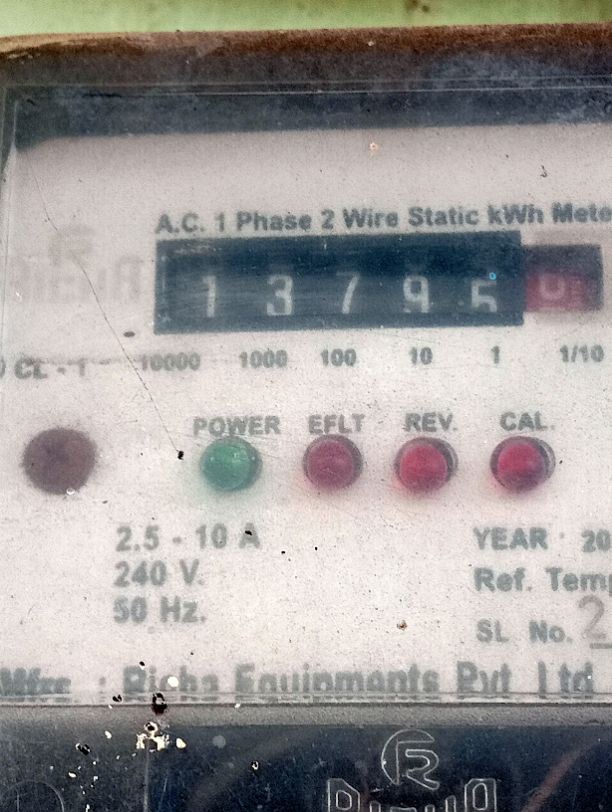 A.C. 1 Phase 2 Wire Static kWh Mete
1 3 7 9
CL - 1 10000 1000 100 10 1 1/10
POWER EFLT REV. CAL.
2.5 - 10 A YEAR 20
240 V. Ref. Temp
50 Hz. SL No. 2
Mfrs : Risha Equipments Pvt. Ltd